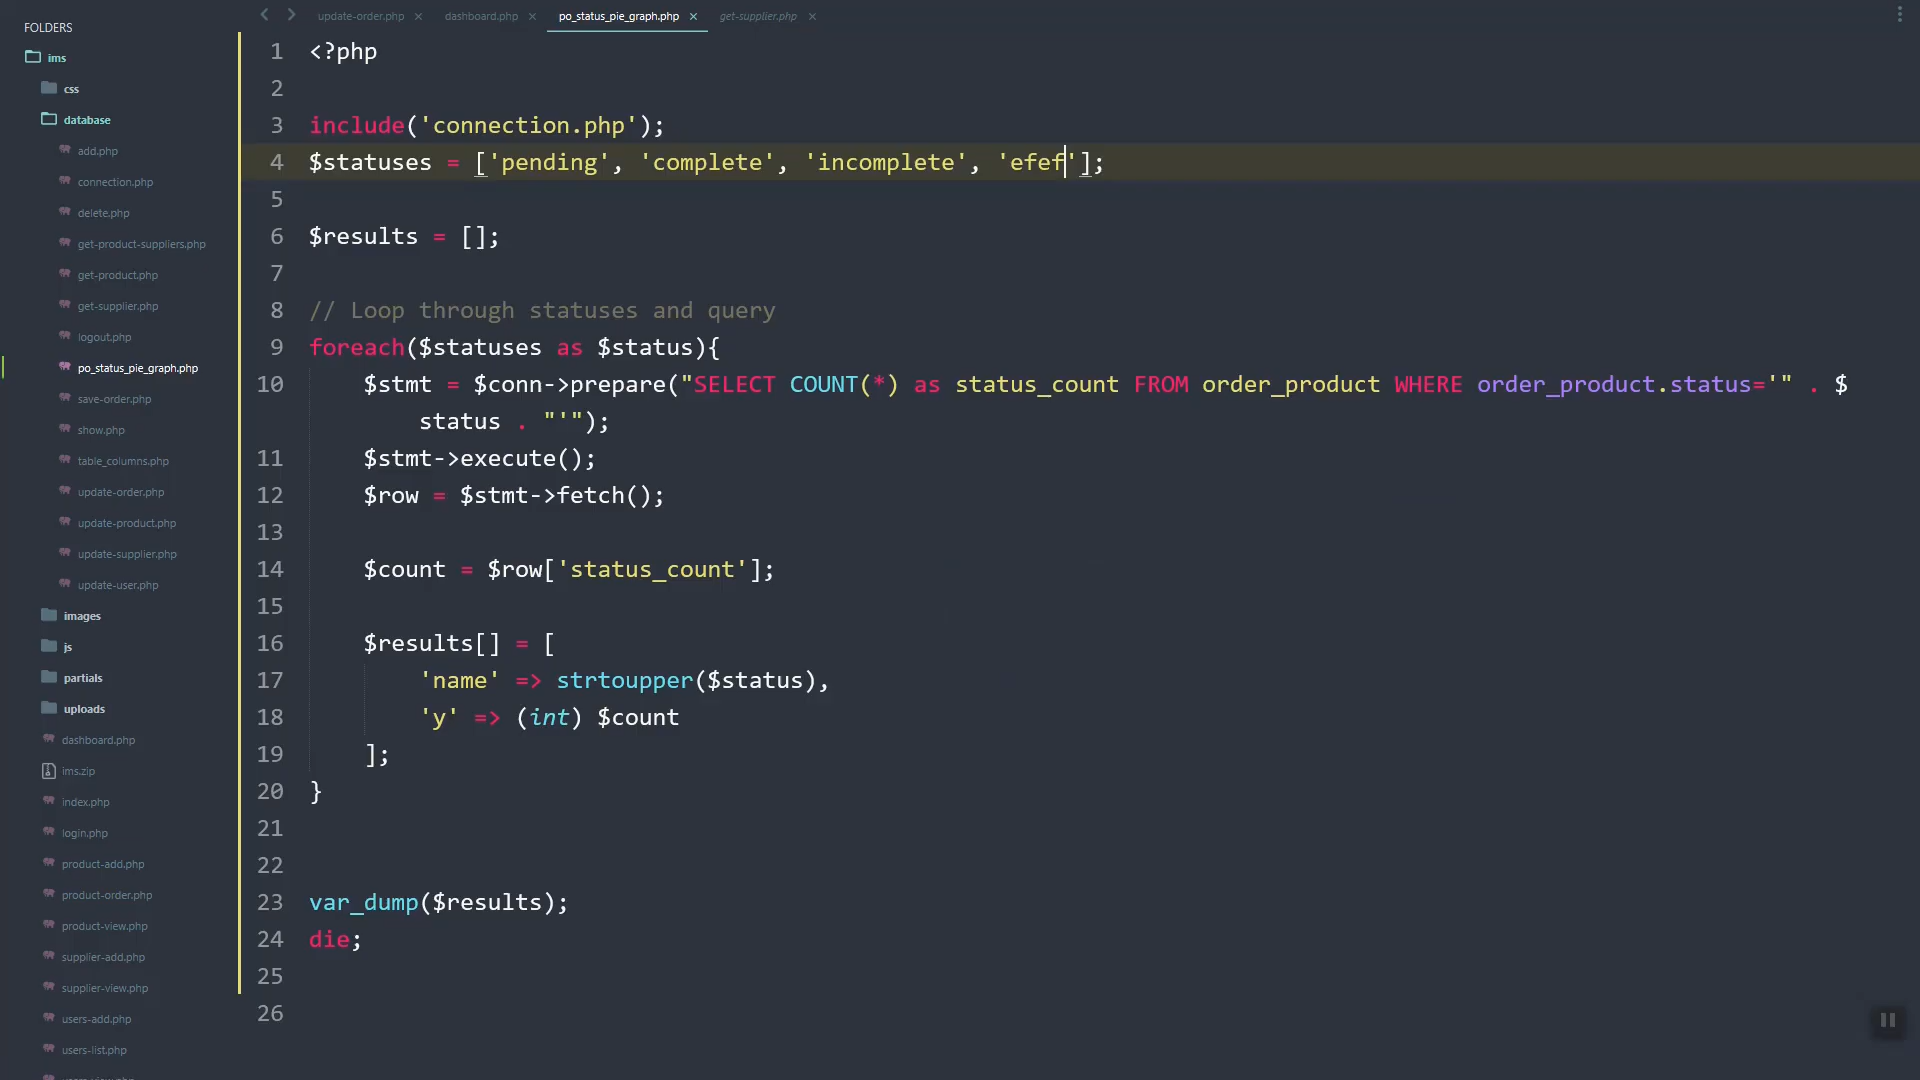 FOLDERS
ims
css
database
add.php
connection.php
delete.php
get-product-suppliers.php
get-product.php
get-supplier.php
logout.php
po_status_pie_graph.php
save-order.php
show.php
table_columns.php
update-order.php
update-product.php
update-supplier.php
update-user.php
images
js
partials
uploads
dashboard.php
ims.zip
index.php
login.php
product-add.php
product-order.php
product-view.php
supplier-add.php
supplier-view.php
users-add.php
users-list.php
update-order.php × dashboard.php × po_status_pie_graph.php × get-supplier.php ×
1 <?php
2
3 include('connection.php');
4 $statuses = ['pending', 'complete', 'incomplete', 'efef'];
5
6 $results = [];
7
8 // Loop through statuses and query
9 foreach($statuses as $status){
10 $stmt = $conn->prepare("SELECT COUNT(*) as status_count FROM order_product WHERE order_product.status='" . $
status . "'");
11 $stmt->execute();
12 $row = $stmt->fetch();
13
14 $count = $row['status_count'];
15
16 $results[] = [
17 'name' => strtoupper($status),
18 'y' => (int) $count
19 ];
20 }
21
22
23 var_dump($results);
24 die;
25
26